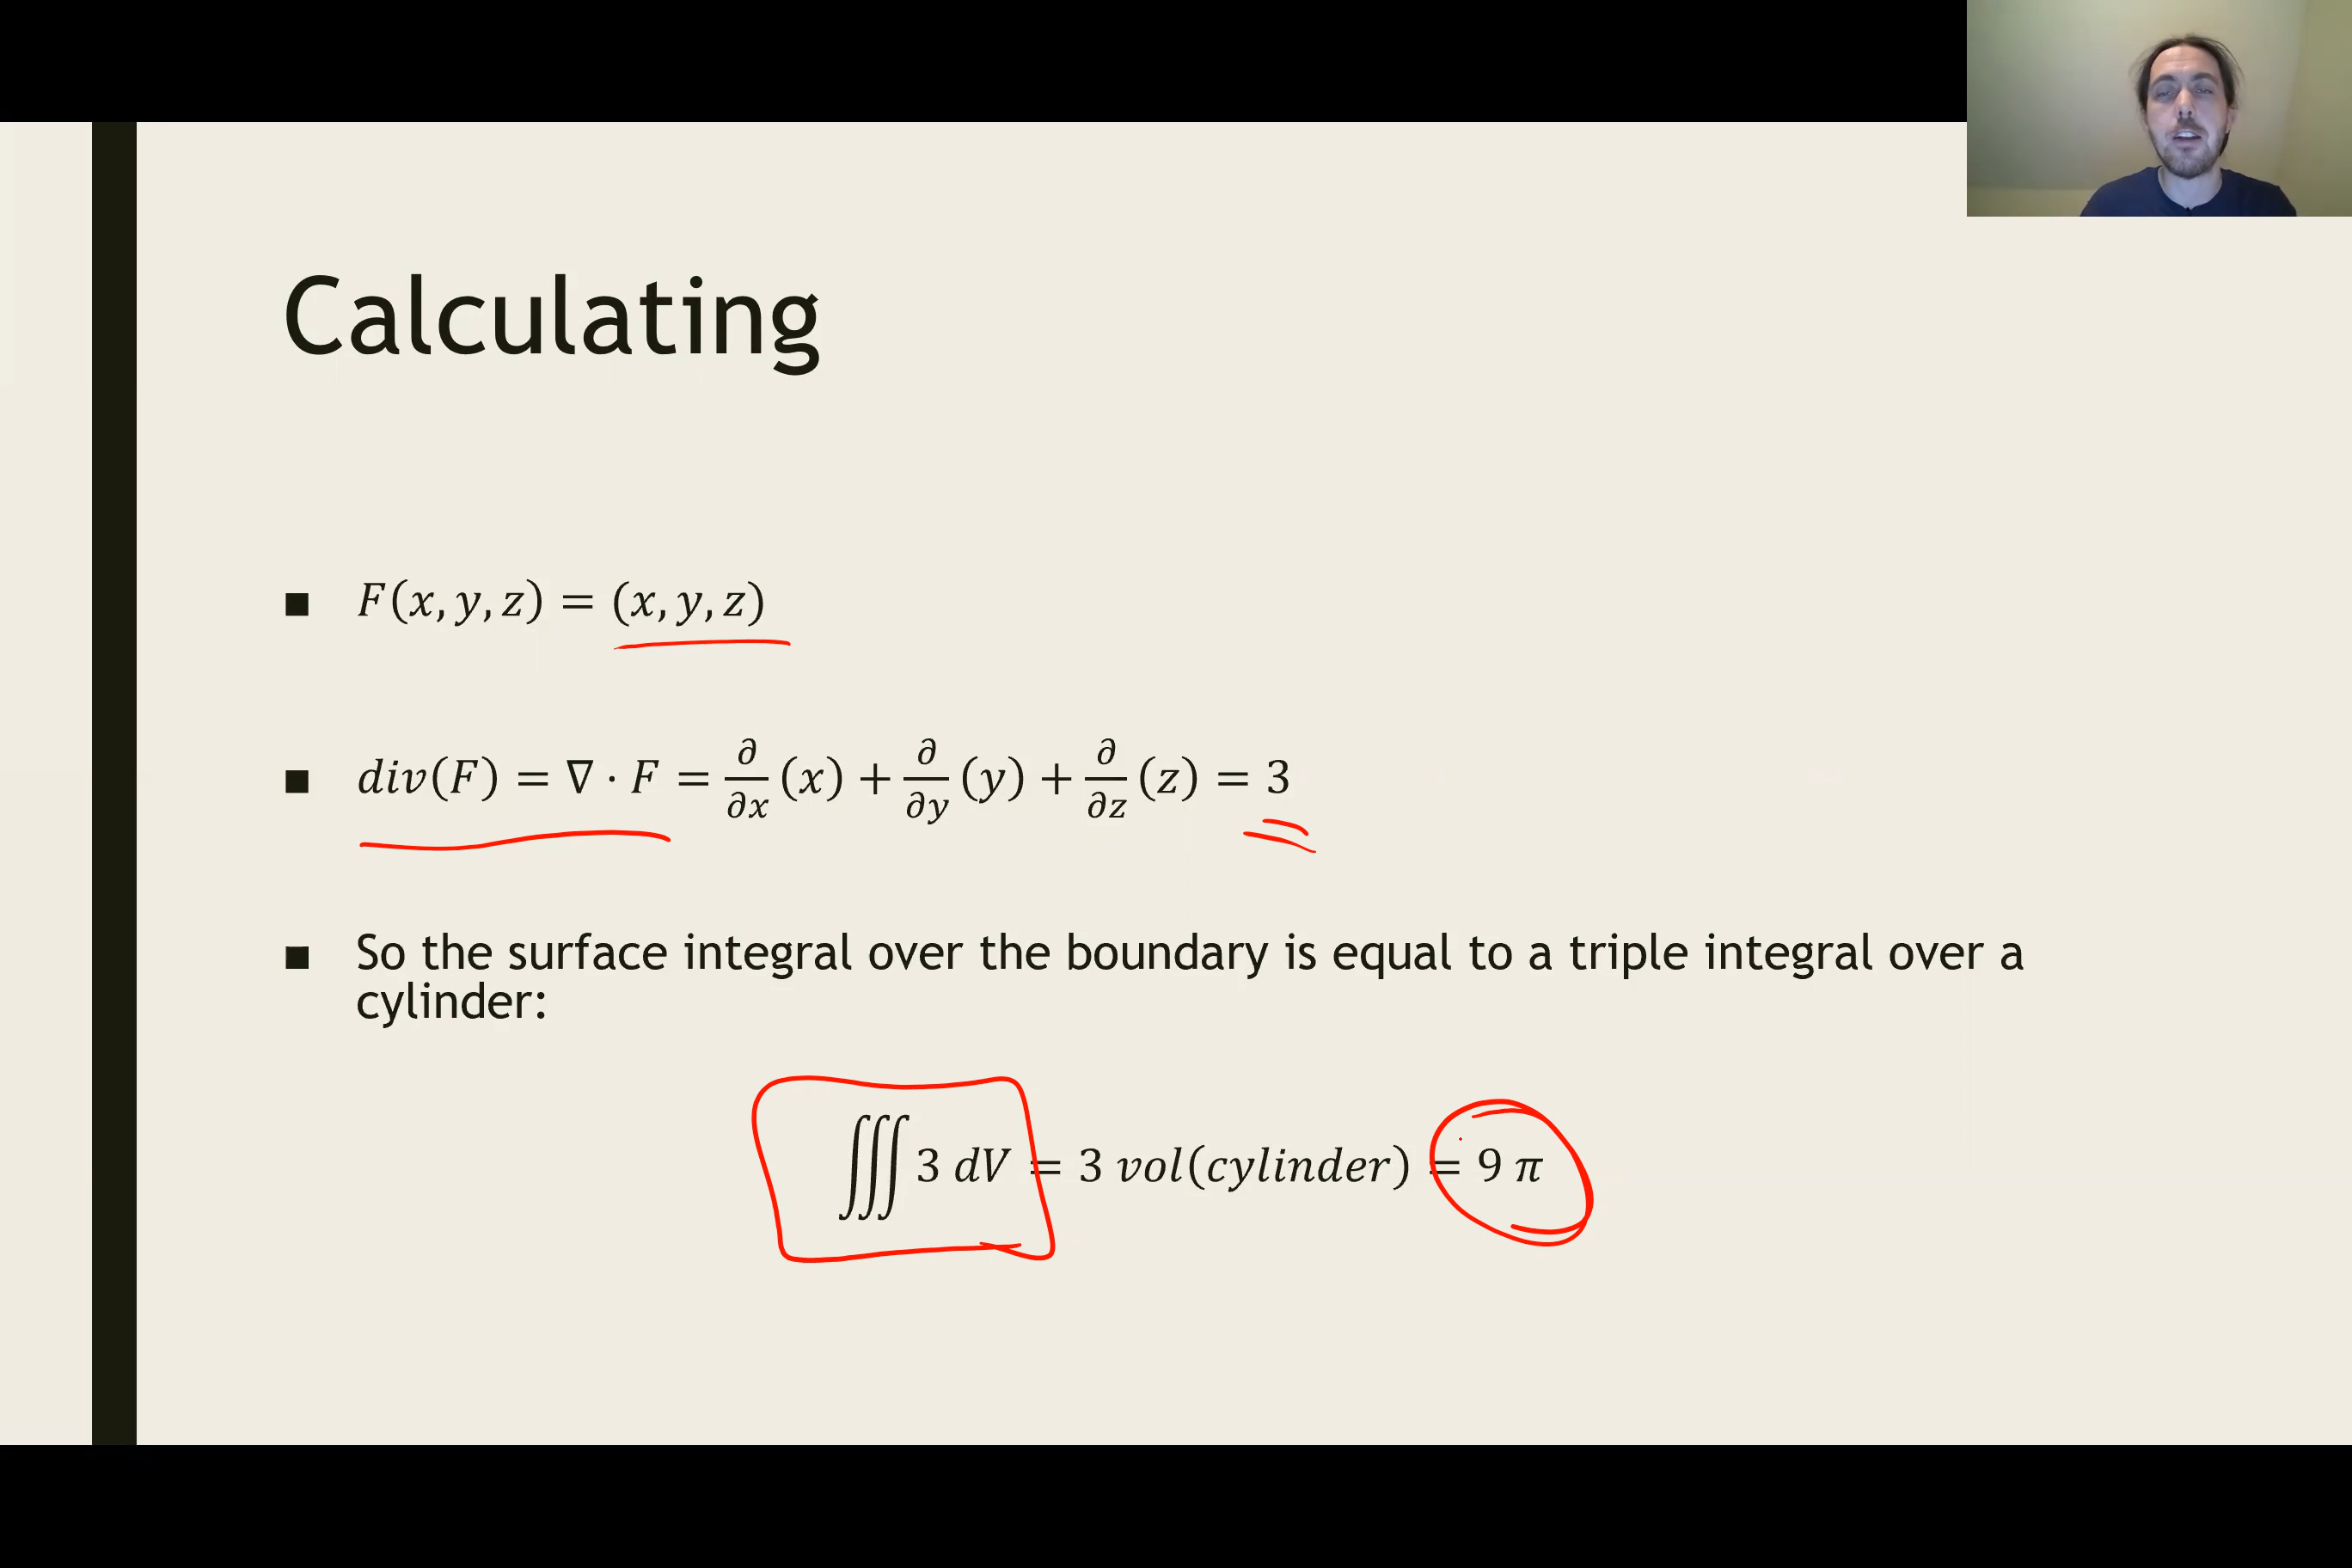 Calculating
■ F(x, y, z) = (x, y, z)
■ div(F) = ∇ · F = ∂/∂x (x) + ∂/∂y (y) + ∂/∂z (z) = 3
■ So the surface integral over the boundary is equal to a triple integral over a
cylinder:
∭ 3 dV = 3 vol(cylinder) = 9 π